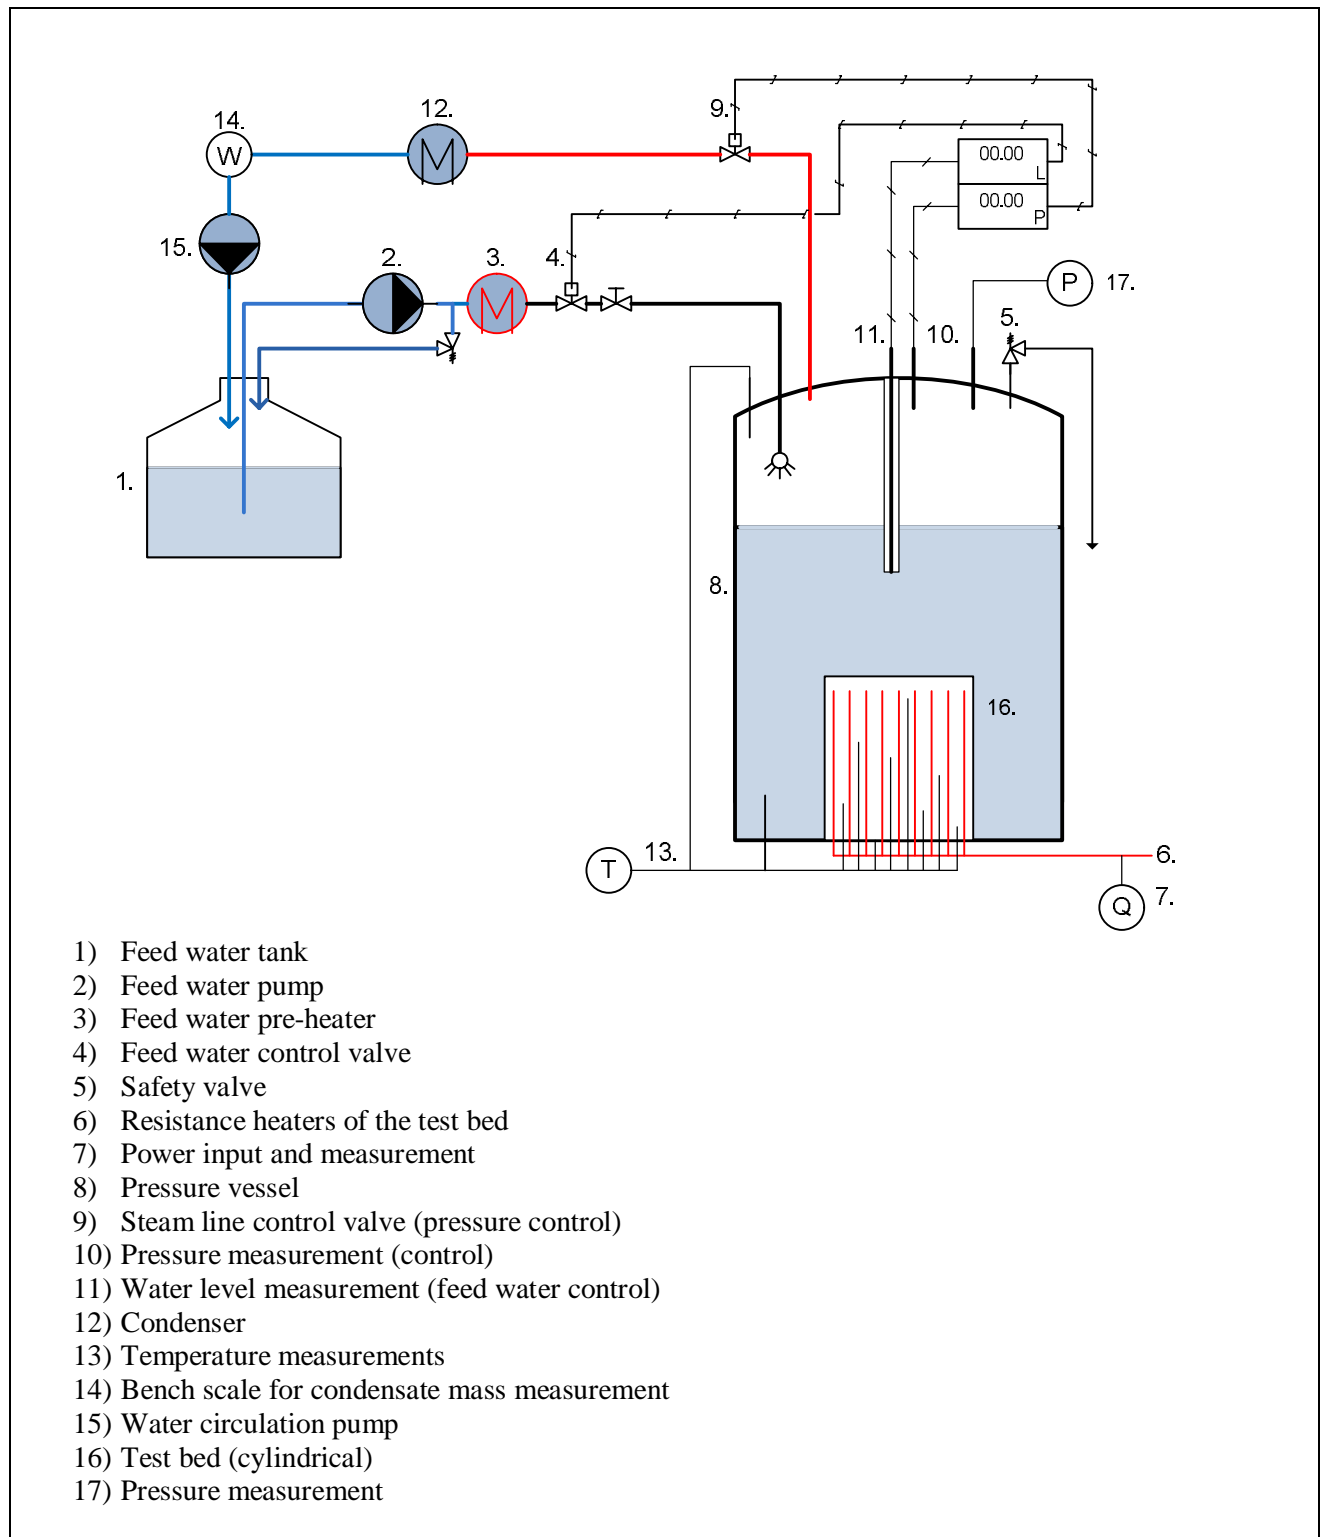 12.
9.
14.
W
00.00
L
00.00
P
15.
2.
3.
4.
P
17.
11.
10.
5.
1.
8.
16.
T
13.
6.
Q
7.
1) Feed water tank
2) Feed water pump
3) Feed water pre-heater
4) Feed water control valve
5) Safety valve
6) Resistance heaters of the test bed
7) Power input and measurement
8) Pressure vessel
9) Steam line control valve (pressure control)
10) Pressure measurement (control)
11) Water level measurement (feed water control)
12) Condenser
13) Temperature measurements
14) Bench scale for condensate mass measurement
15) Water circulation pump
16) Test bed (cylindrical)
17) Pressure measurement